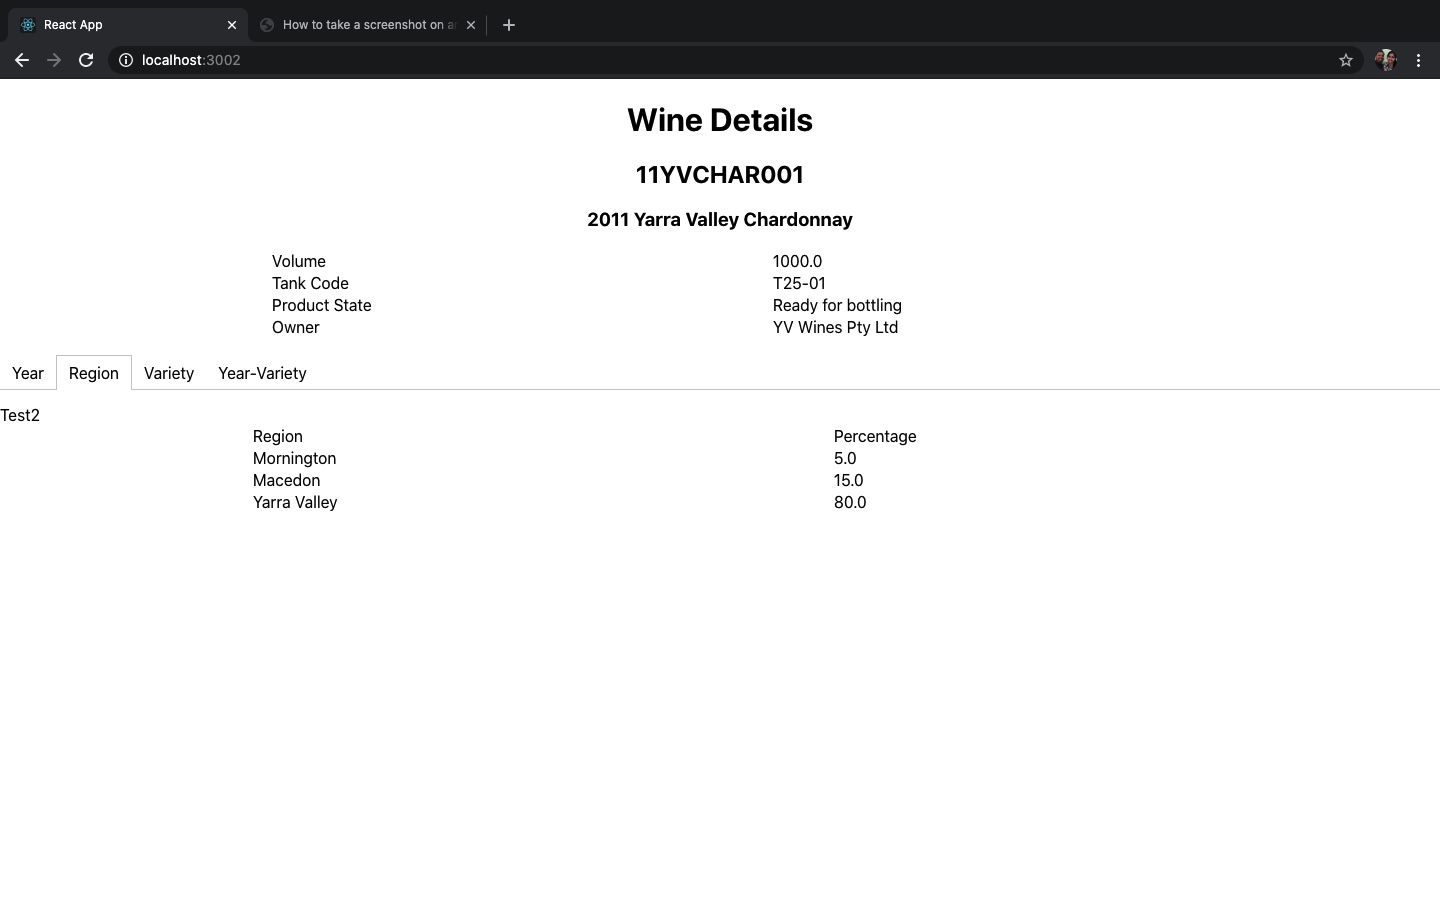 React App
How to take a screenshot on a
localhost:3002
Wine Details
11YVCHAR001
2011 Yarra Valley Chardonnay
Volume 1000.0
Tank Code T25-01
Product State Ready for bottling
Owner YV Wines Pty Ltd
Year Region Variety Year-Variety
Test2
Region Percentage
Mornington 5.0
Macedon 15.0
Yarra Valley 80.0